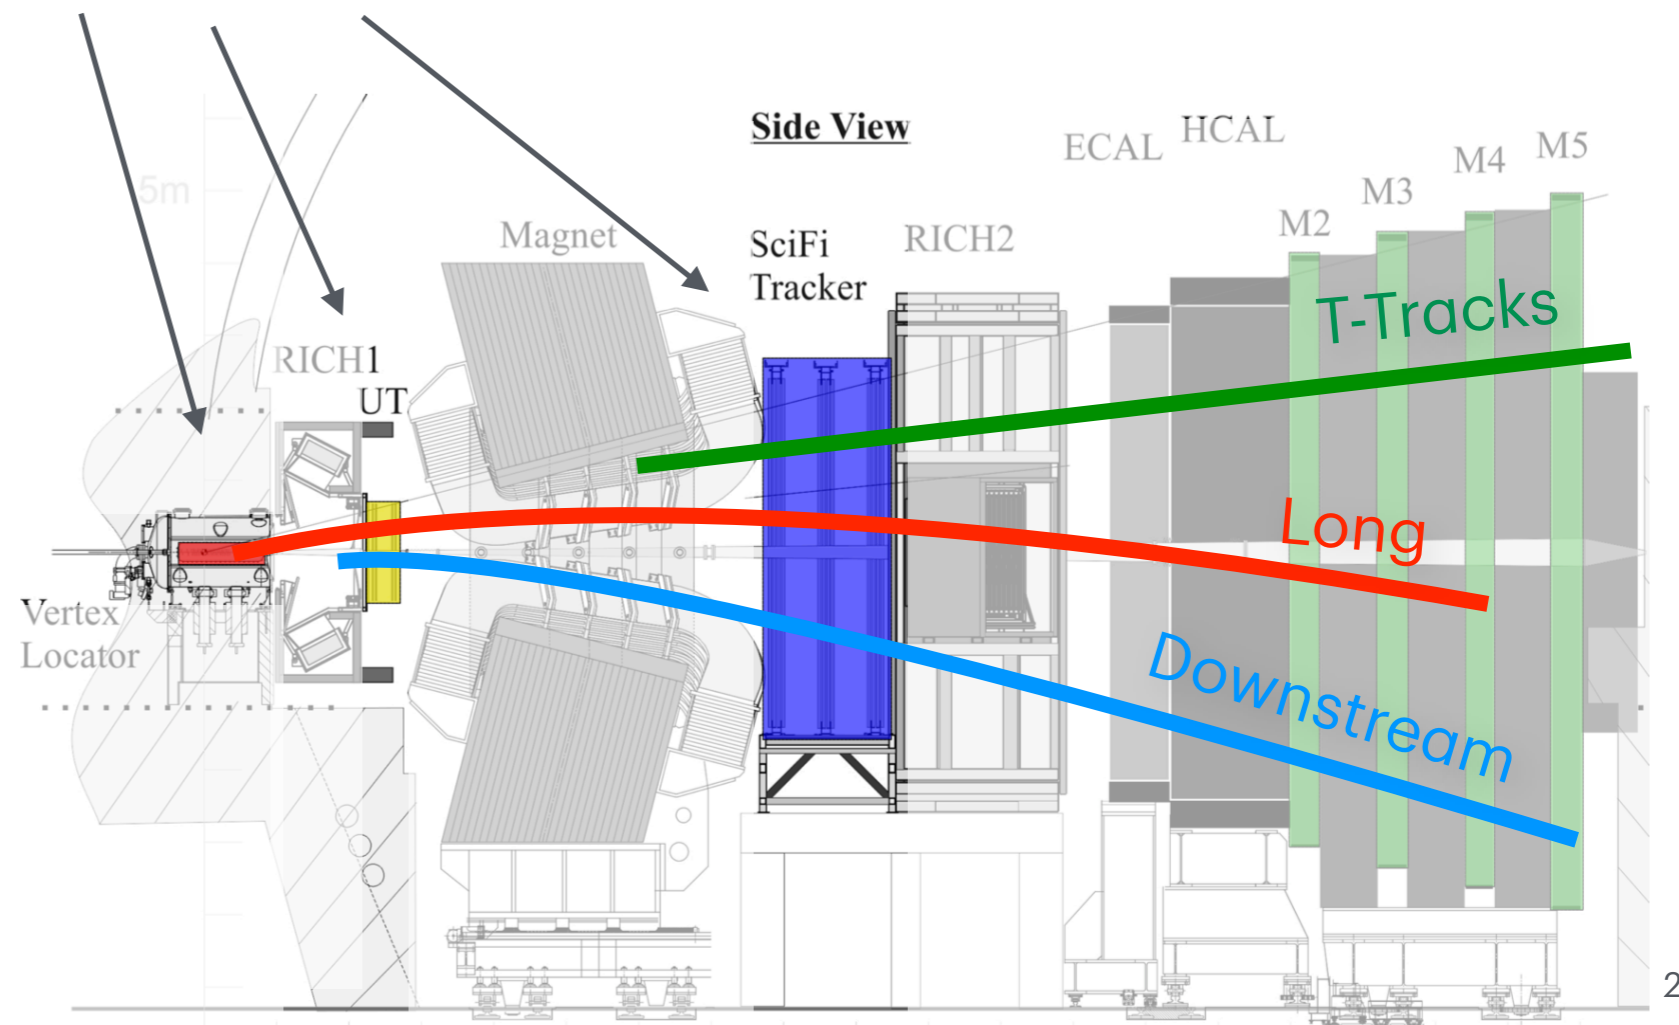 Side View
ECAL
HCAL
M2
M3
M4
M5
5m
Magnet
SciFi
Tracker
RICH2
T-Tracks
RICH1
UT
Long
Vertex
Locator
Downstream
2